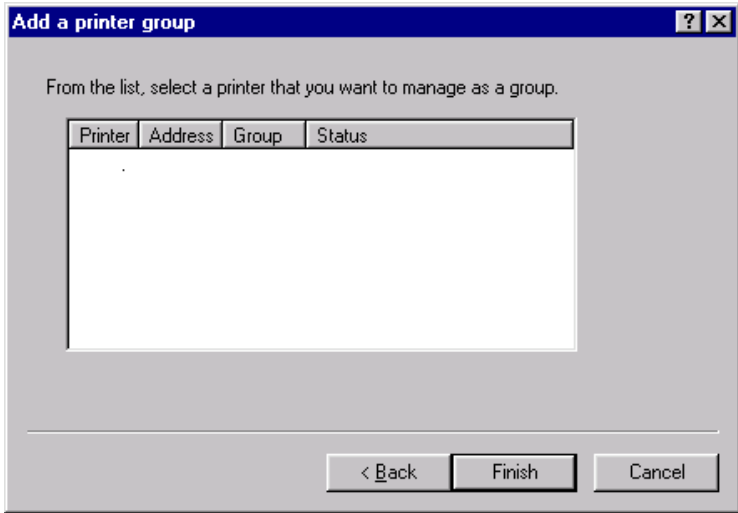 Add a printer group
From the list, select a printer that you want to manage as a group.
Printer Address Group Status
< Back Finish Cancel